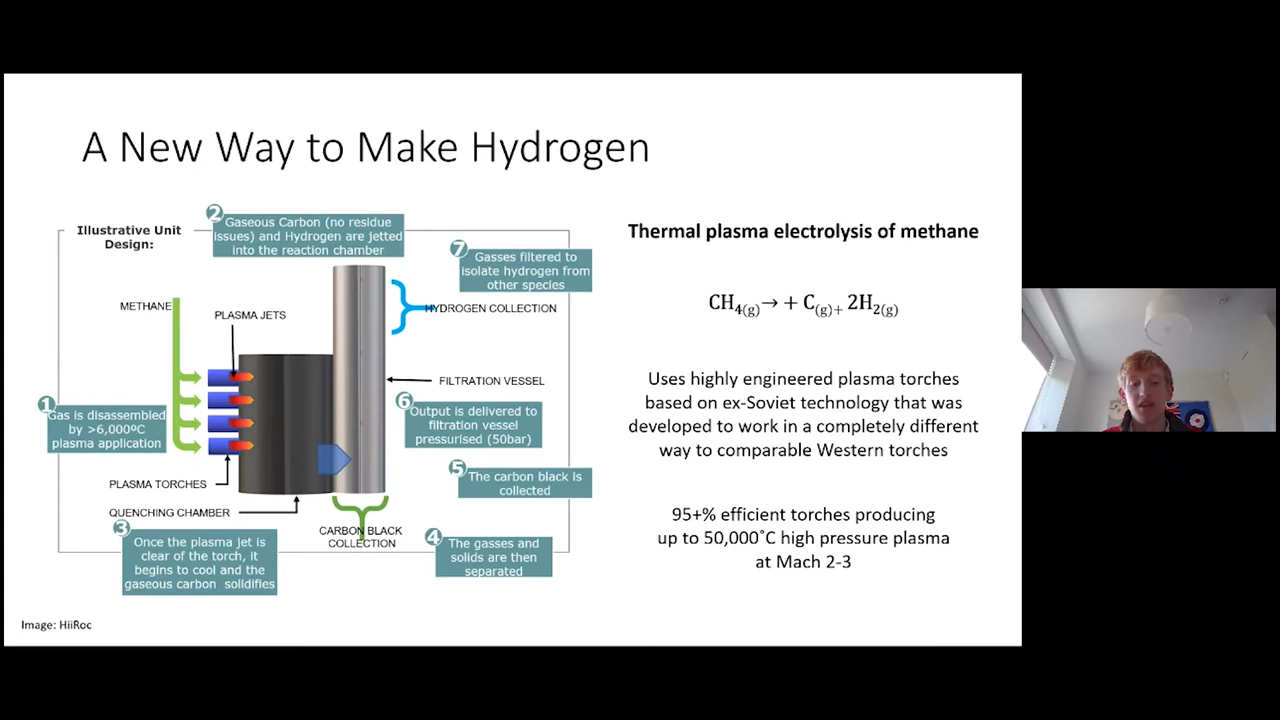 A New Way to Make Hydrogen
Illustrative Unit
Design:
2
Gaseous Carbon (no residue
issues) and Hydrogen are jetted
into the reaction chamber
7
Gasses filtered to
isolate hydrogen from
other species
METHANE
PLASMA JETS
HYDROGEN COLLECTION
FILTRATION VESSEL
1
Gas is disassembled
by >6,000ºC
plasma application
6
Output is delivered to
filtration vessel
pressurised (50bar)
5
The carbon black is
collected
PLASMA TORCHES
QUENCHING CHAMBER
CARBON BLACK
COLLECTION
3
Once the plasma jet is
clear of the torch, it
begins to cool and the
gaseous carbon solidifies
4
The gasses and
solids are then
separated
Image: HiiRoc
Thermal plasma electrolysis of methane
CH4(g)→ + C(g)+ 2H2(g)
Uses highly engineered plasma torches
based on ex-Soviet technology that was
developed to work in a completely different
way to comparable Western torches
95+% efficient torches producing
up to 50,000˚C high pressure plasma
at Mach 2-3